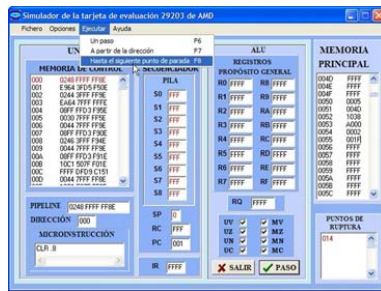 Simulador de la tarjeta de evaluación 29203 de AMD
Fichero Opciones Ejecutar Ayuda
Un paso F6
A partir de la dirección F7
Hasta el siguiente punto de parada F8
MEMORIA DE CONTROL
000 0248 FFFF FF8E
001 E964 3FD5 F50E
002 0244 3FFF FF9E
003 EA64 7FFF FFFE
004 08FF FFD3 F95E
005 0030 7FFF FF5E
006 0044 7FFF FF9E
007 08FF FFD3 F95E
008 0246 3FFF F94E
009 0044 7FFF FF9E
00A 08FF FFD3 F91E
00B 10C1 507F F01E
00C FFFF DFD9 C151
00D 0044 7FFF FF8E
PIPELINE 0248 FFFF FF8E
DIRECCIÓN 000
MICROINSTRUCCIÓN
CLR .B
SECUENCIADOR
PILA
S0 FFF
S1 FFF
S2 FFF
S3 FFF
S4 FFF
S5 FFF
S6 FFF
S7 FFF
S8 FFF
SP 0
RC FFF
PC 001
IR FFFF
ALU
REGISTROS
PROPÓSITO GENERAL
R0 FFFF R8 FFFF
R1 FFFF R9 FFFF
R2 FFFF RA FFFF
R3 FFFF RB FFFF
R4 FFFF RC FFFF
R5 FFFF RD FFFF
R6 FFFF RE FFFF
R7 FFFF RF FFFF
RQ FFFF
UV MV
UZ MZ
UN MN
UC MC
SALIR PASO
MEMORIA
PRINCIPAL
004D FFFF
004E FFFF
004F FFFF
0050 0005
0051 004D
0052 1038
0053 A000
0054 0002
0055 001F
0056 FFFF
0057 FFFF
0058 FFFF
0059 FFFF
005A FFFF
005B FFFF
005C FFFF
PUNTOS DE
RUPTURA
014